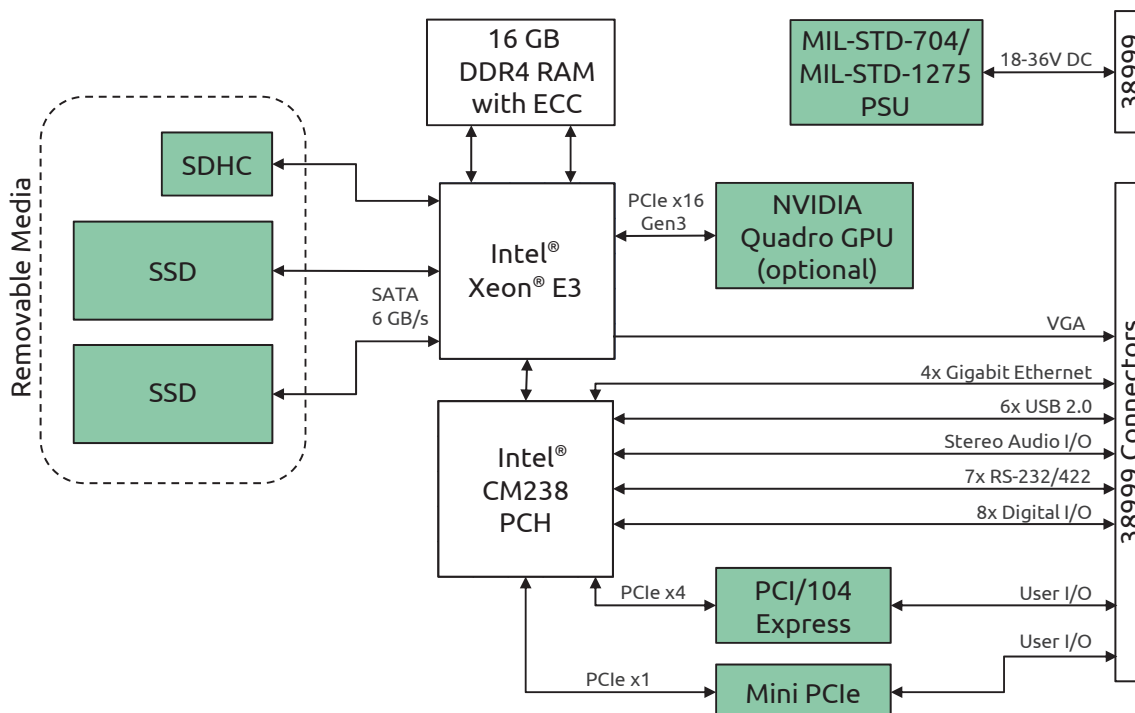 16 GB
DDR4 RAM
with ECC
MIL-STD-704/
MIL-STD-1275
PSU
18-36V DC
38999
Removable Media
SDHC
SSD
SSD
SATA
6 GB/s
Intel®
Xeon® E3
PCIe x16
Gen3
NVIDIA
Quadro GPU
(optional)
VGA
4x Gigabit Ethernet
6x USB 2.0
Stereo Audio I/O
7x RS-232/422
8x Digital I/O
38999 Connectors
Intel®
CM238
PCH
PCIe x4
PCI/104
Express
User I/O
User I/O
PCIe x1
Mini PCIe